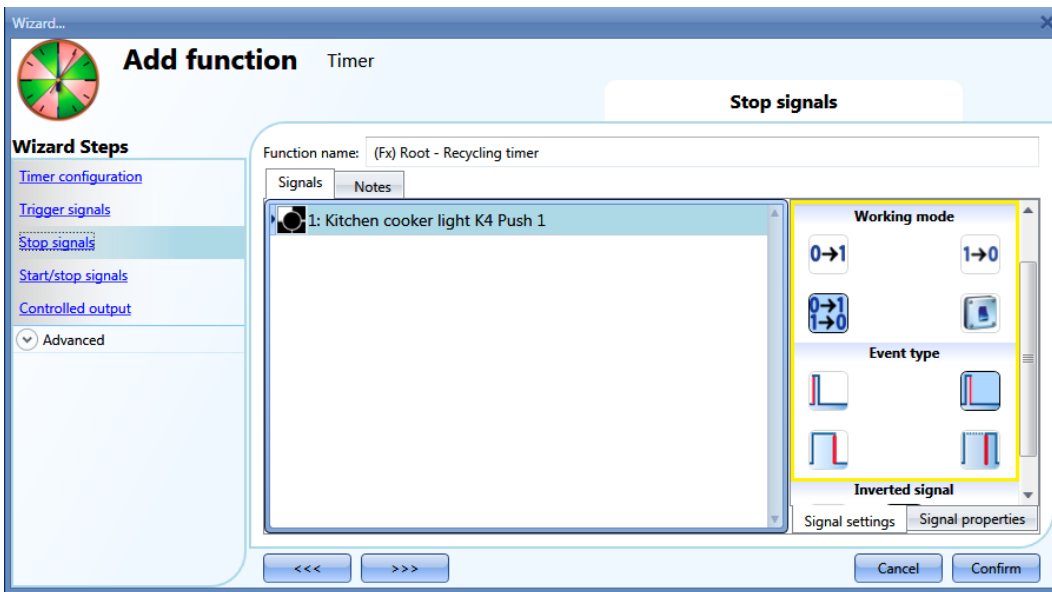 Wizard...
Add function Timer
Stop signals
Wizard Steps
Timer configuration
Trigger signals
Stop signals
Start/stop signals
Controlled output
Advanced
Function name: (Fx) Root - Recycling timer
Signals Notes
1: Kitchen cooker light K4 Push 1
Working mode
0→1 1→0
0→1
1→0
Event type
Inverted signal
Signal settings Signal properties
<<< >>> Cancel Confirm